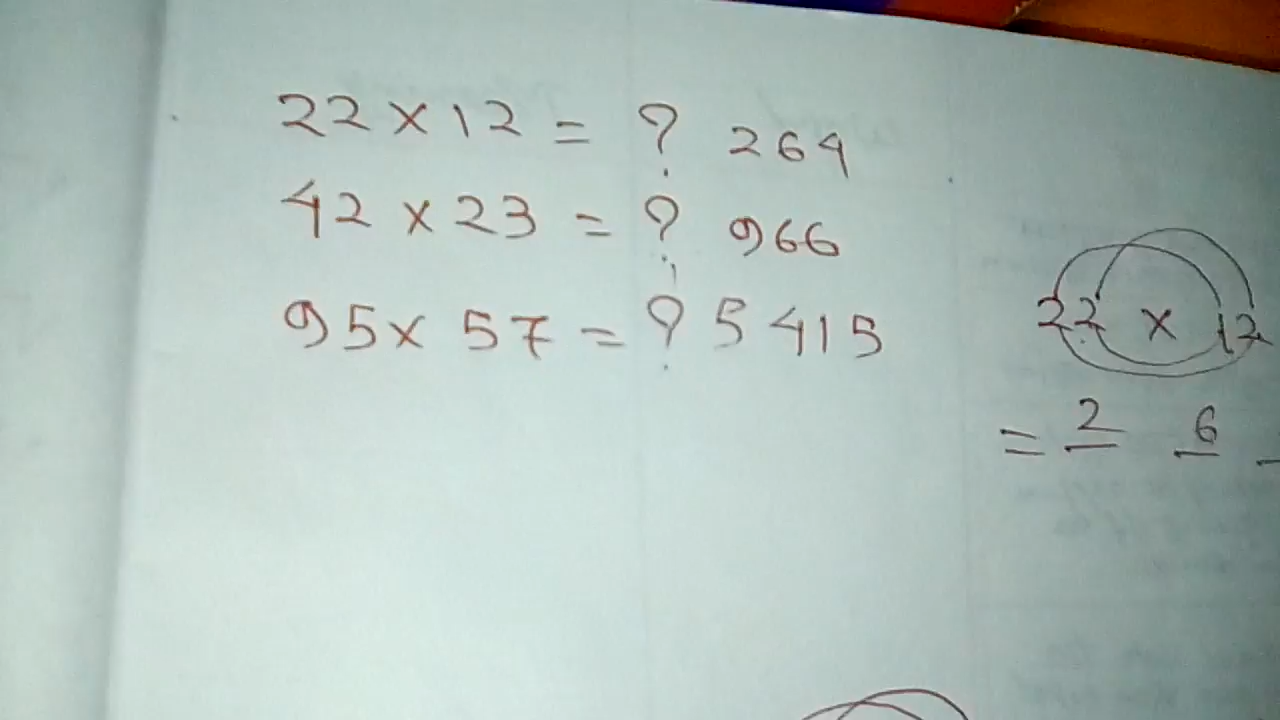 22 × 12 = ? 264
42 × 23 = ? 966
95 × 57 = ? 5415
22 × 12
= 2 6